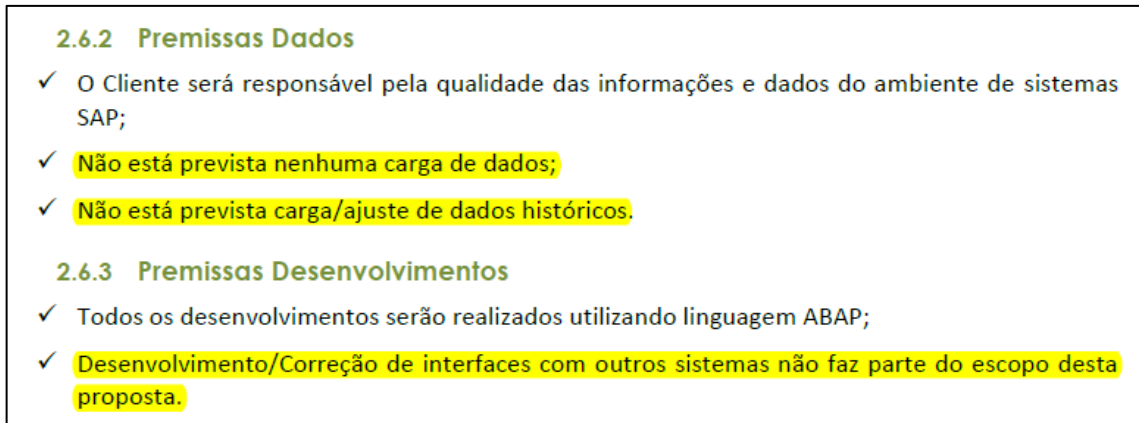 2.6.2 Premissas Dados
✓ O Cliente será responsável pela qualidade das informações e dados do ambiente de sistemas
SAP;
✓ Não está prevista nenhuma carga de dados;
✓ Não está prevista carga/ajuste de dados históricos.
2.6.3 Premissas Desenvolvimentos
✓ Todos os desenvolvimentos serão realizados utilizando linguagem ABAP;
✓ Desenvolvimento/Correção de interfaces com outros sistemas não faz parte do escopo desta
proposta.